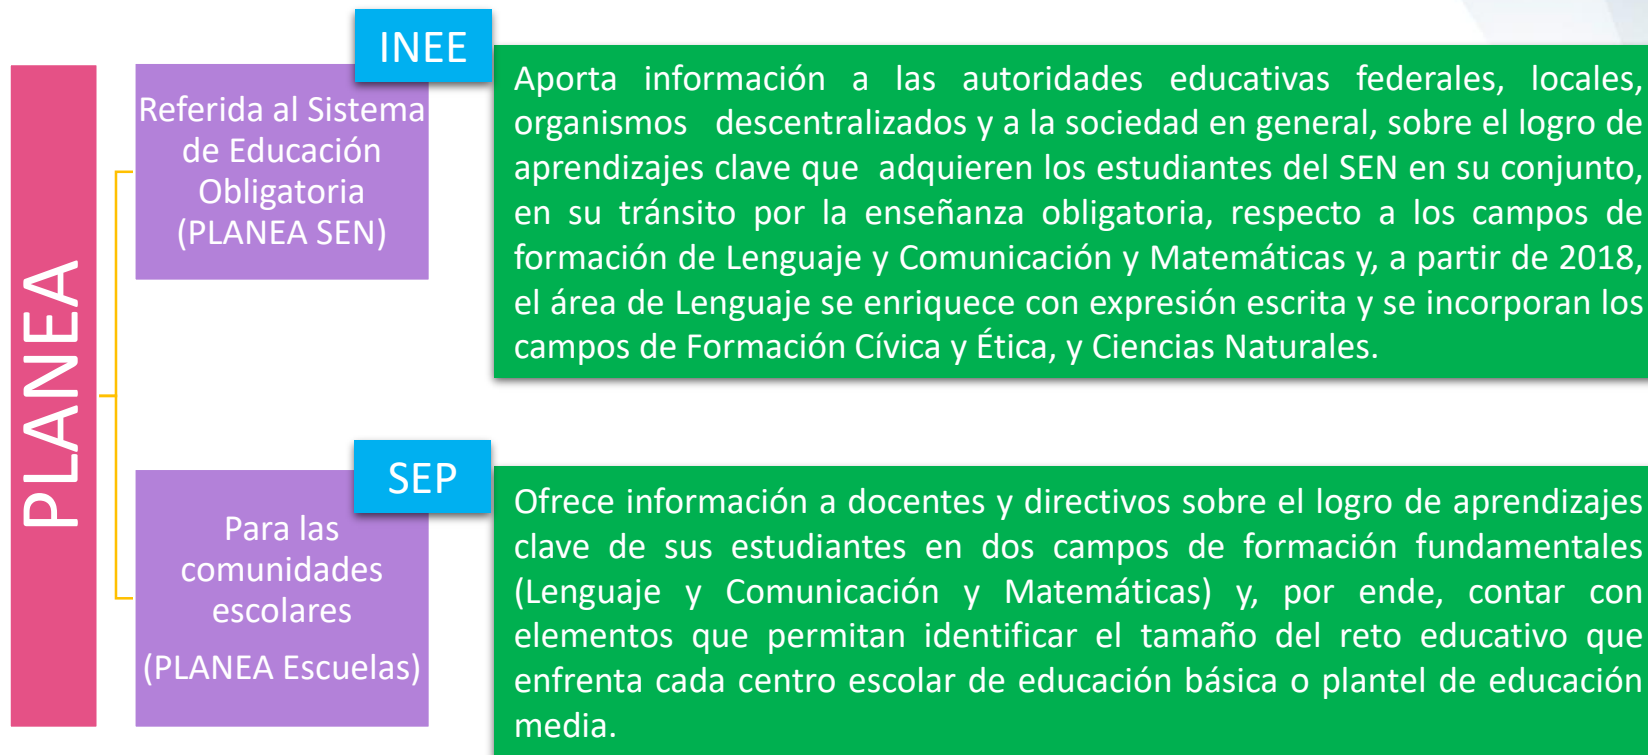 PLANEA
INEE
Referida al Sistema
de Educación
Obligatoria
(PLANEA SEN)
Aporta información a las autoridades educativas federales, locales,
organismos descentralizados y a la sociedad en general, sobre el logro de
aprendizajes clave que adquieren los estudiantes del SEN en su conjunto,
en su tránsito por la enseñanza obligatoria, respecto a los campos de
formación de Lenguaje y Comunicación y Matemáticas y, a partir de 2018,
el área de Lenguaje se enriquece con expresión escrita y se incorporan los
campos de Formación Cívica y Ética, y Ciencias Naturales.
SEP
Para las
comunidades
escolares
(PLANEA Escuelas)
Ofrece información a docentes y directivos sobre el logro de aprendizajes
clave de sus estudiantes en dos campos de formación fundamentales
(Lenguaje y Comunicación y Matemáticas) y, por ende, contar con
elementos que permitan identificar el tamaño del reto educativo que
enfrenta cada centro escolar de educación básica o plantel de educación
media.